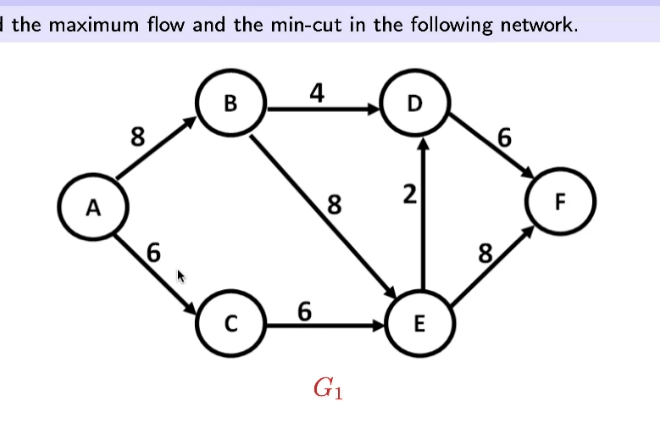 the maximum flow and the min-cut in the following network.
B
4
D
8
6
A
8
2
F
6
8
C
6
E
G₁